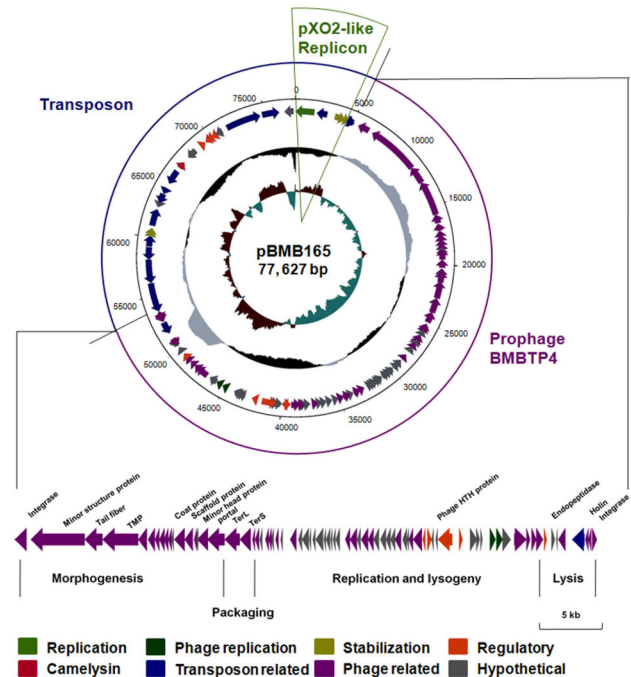 pXO2-like
Replicon
Transposon
0
5000
10000
15000
20000
25000
30000
35000
40000
45000
50000
55000
60000
65000
70000
75000
pBMB165
77,627 bp
Prophage
BMBTP4
Integrase
Minor structure protein
Tail fiber
TMP
Coat protein
Scaffold protein
Minor head protein
portal
TerL
TerS
Phage HTH protein
Endopeptidase
Holin
Integrase
Morphogenesis
Packaging
Replication and lysogeny
Lysis
5 kb
Replication
Phage replication
Stabilization
Regulatory
Camelysin
Transposon related
Phage related
Hypothetical